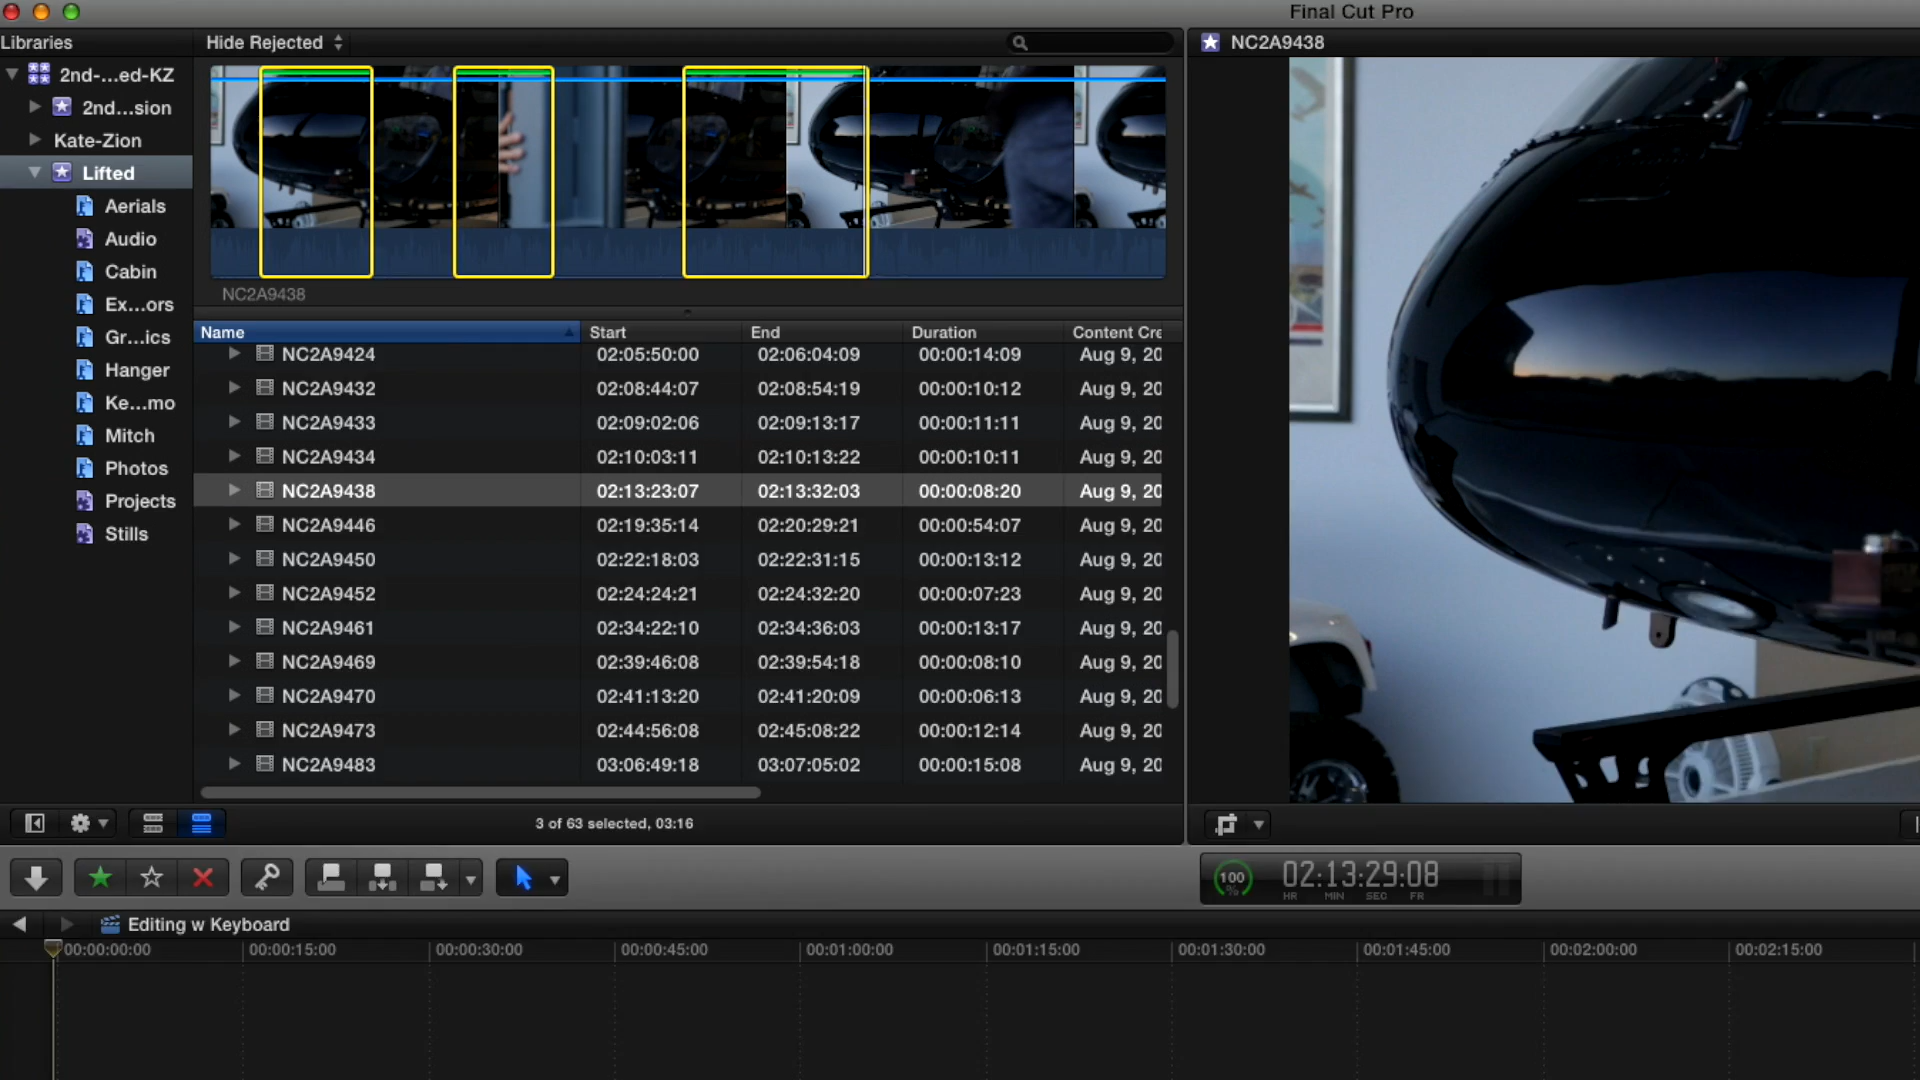 Final Cut Pro
Libraries
Hide Rejected
NC2A9438
2nd-...ed-KZ
2nd...sion
Kate-Zion
Lifted
Aerials
Audio
Cabin
Ex...ors
Gr...ics
Hanger
Ke...mo
Mitch
Photos
Projects
Stills
NC2A9438
Name Start End Duration Content Cre
NC2A9424 02:05:50:00 02:06:04:09 00:00:14:09 Aug 9, 20
NC2A9432 02:08:44:07 02:08:54:19 00:00:10:12 Aug 9, 20
NC2A9433 02:09:02:06 02:09:13:17 00:00:11:11 Aug 9, 20
NC2A9434 02:10:03:11 02:10:13:22 00:00:10:11 Aug 9, 20
NC2A9438 02:13:23:07 02:13:32:03 00:00:08:20 Aug 9, 20
NC2A9446 02:19:35:14 02:20:29:21 00:00:54:07 Aug 9, 20
NC2A9450 02:22:18:03 02:22:31:15 00:00:13:12 Aug 9, 20
NC2A9452 02:24:24:21 02:24:32:20 00:00:07:23 Aug 9, 20
NC2A9461 02:34:22:10 02:34:36:03 00:00:13:17 Aug 9, 20
NC2A9469 02:39:46:08 02:39:54:18 00:00:08:10 Aug 9, 20
NC2A9470 02:41:13:20 02:41:20:09 00:00:06:13 Aug 9, 20
NC2A9473 02:44:56:08 02:45:08:22 00:00:12:14 Aug 9, 20
NC2A9483 03:06:49:18 03:07:05:02 00:00:15:08 Aug 9, 20
3 of 63 selected, 03:16
100 % 02:13:29:08
HR MIN SEC FR
Editing w Keyboard
00:00:00:00 00:00:15:00 00:00:30:00 00:00:45:00 00:01:00:00 00:01:15:00 00:01:30:00 00:01:45:00 00:02:00:00 00:02:15:00